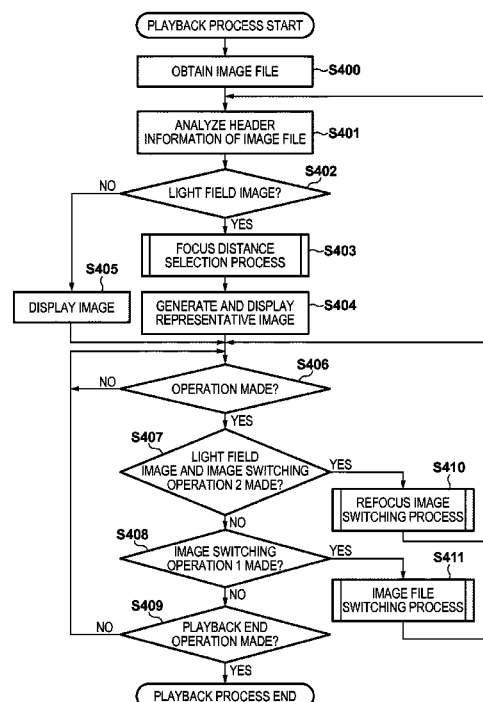 PLAYBACK PROCESS START
OBTAIN IMAGE FILE
S400
ANALYZE HEADER
INFORMATION OF IMAGE FILE
S401
S402
LIGHT FIELD IMAGE?
NO
YES
FOCUS DISTANCE
SELECTION PROCESS
S403
S405
DISPLAY IMAGE
GENERATE AND DISPLAY
REPRESENTATIVE IMAGE
S404
S406
OPERATION MADE?
NO
YES
S407
LIGHT FIELD
IMAGE AND IMAGE SWITCHING
OPERATION 2 MADE?
YES
NO
S410
REFOCUS IMAGE
SWITCHING PROCESS
S408
IMAGE SWITCHING
OPERATION 1 MADE?
YES
NO
S411
IMAGE FILE
SWITCHING PROCESS
S409
PLAYBACK END
OPERATION MADE?
NO
YES
PLAYBACK PROCESS END